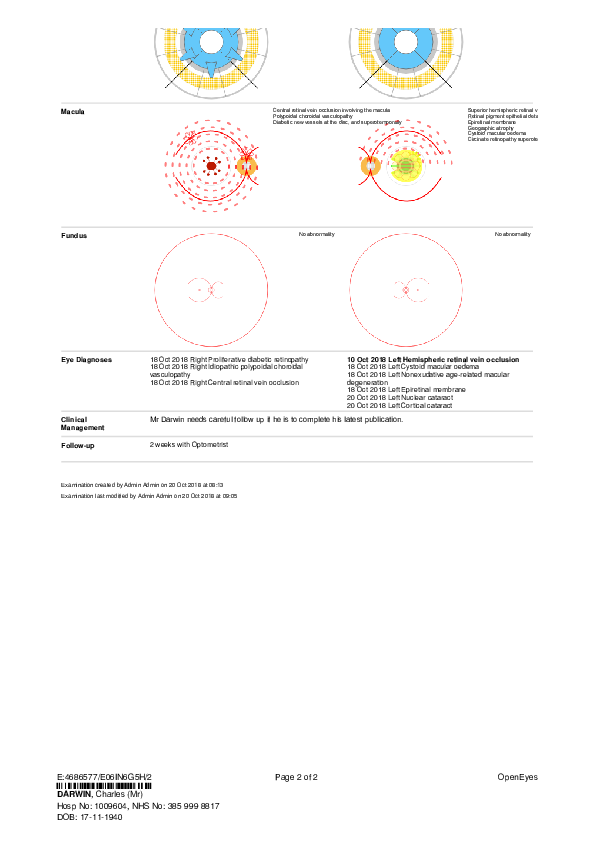 Macula
Central retinal vein occlusion involving the macula
Polypoidal choroidal vasculopathy
Diabetic new vessels at the disc, and superotemporally
Superior hemispheric retinal v
Retinal pigment epithelial deta
Epiretinal membrane
Geographic atrophy
Cystoid macular oedema
Circinate retinopathy superote
Fundus
No abnormality
No abnormality
Eye Diagnoses
18 Oct 2018 Right Proliferative diabetic retinopathy
18 Oct 2018 Right Idiopathic polypoidal choroidal
vasculopathy
18 Oct 2018 Right Central retinal vein occlusion
10 Oct 2018 Left Hemispheric retinal vein occlusion
18 Oct 2018 Left Cystoid macular oedema
18 Oct 2018 Left Nonexudative age-related macular
degeneration
18 Oct 2018 Left Epiretinal membrane
20 Oct 2018 Left Nuclear cataract
20 Oct 2018 Left Cortical cataract
Clinical
Management
Mr Darwin needs careful follow up if he is to complete his latest publication.
Follow-up
2 weeks with Optometrist
Examination created by Admin Admin on 20 Oct 2018 at 08:13
Examination last modified by Admin Admin on 20 Oct 2018 at 09:05
E:4686577/E06IIN6G5H/2
Page 2 of 2
OpenEyes
DARWIN, Charles (Mr)
Hosp No: 1009604, NHS No: 385 999 8817
DOB: 17-11-1940